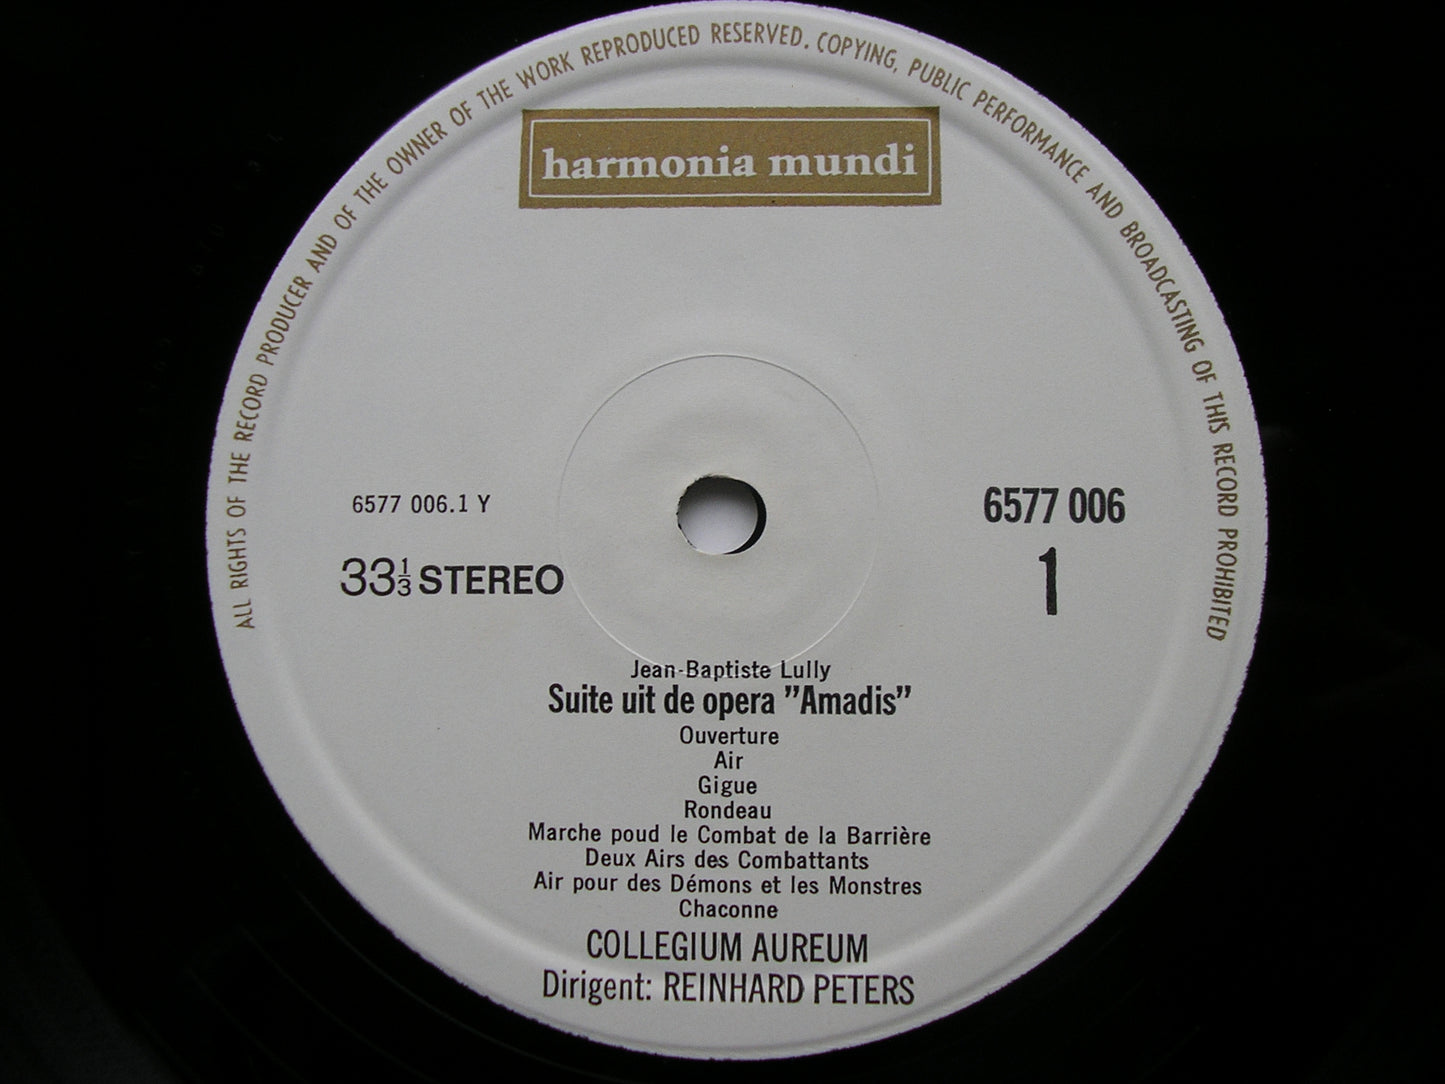 ALL RIGHTS OF THE RECORD PRODUCER AND OF THE OWNER OF THE WORK REPRODUCED RESERVED. COPYING, PUBLIC PERFORMANCE AND BROADCASTING OF THIS RECORD PROHIBITED
harmonia mundi
6577 006.1 Y
6577 006
33 1/3 STEREO
1
Jean-Baptiste Lully
Suite uit de opera ”Amadis”
Ouverture
Air
Gigue
Rondeau
Marche poud le Combat de la Barrière
Deux Airs des Combattants
Air pour des Démons et les Monstres
Chaconne
COLLEGIUM AUREUM
Dirigent: REINHARD PETERS